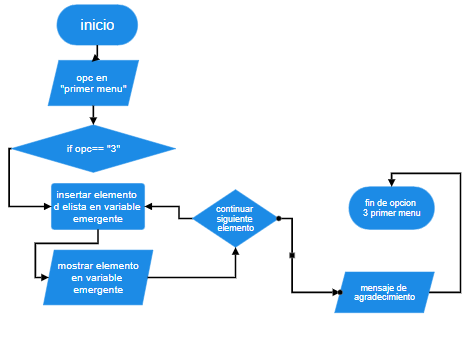 inicio
opc en
"primer menu"
if opc== "3"
insertar elemento
d elista en variable
emergente
mostrar elemento
en variable
emergente
continuar
siguiente
elemento
fin de opcion
3 primer menu
mensaje de
agradecimiento